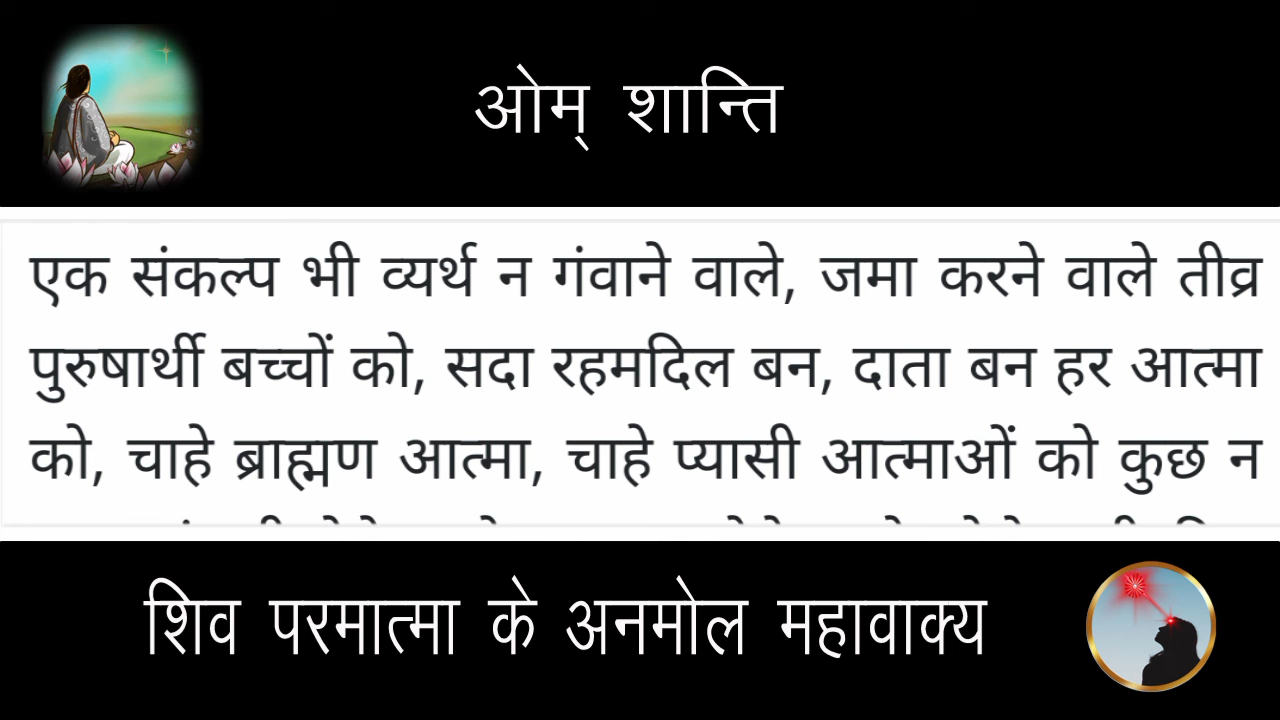 ओम् शान्ति
एक संकल्प भी व्यर्थ न गंवाने वाले, जमा करने वाले तीव्र
पुरुषार्थी बच्चों को, सदा रहमदिल बन, दाता बन हर आत्मा
को, चाहे ब्राह्मण आत्मा, चाहे प्यासी आत्माओं को कुछ न
शिव परमात्मा के अनमोल महावाक्य